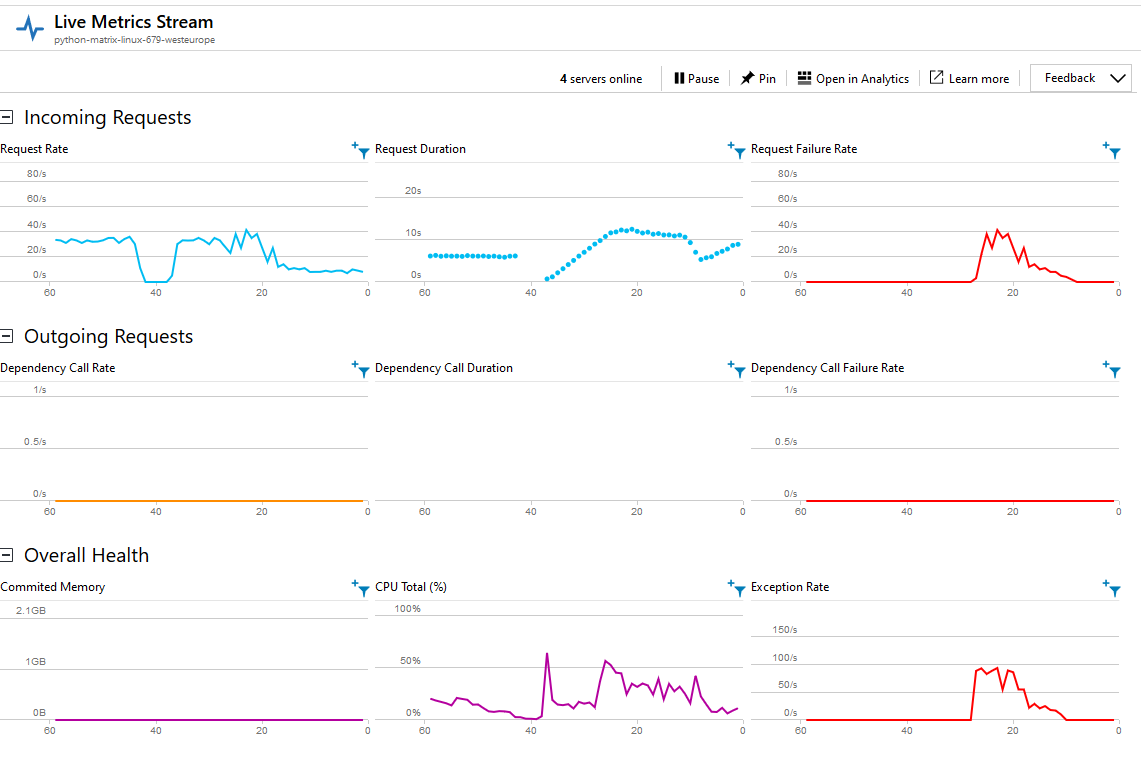 Live Metrics Stream
python-matrix-linux-679-westeurope
4 servers online Pause Pin Open in Analytics Learn more Feedback
Incoming Requests
Request Rate Request Duration Request Failure Rate
80/s 80/s
20s
60/s 60/s
40/s 10s 40/s
20/s 20/s
0/s 0s 0/s
60 40 20 0 60 40 20 0 60 40 20 0
Outgoing Requests
Dependency Call Rate Dependency Call Duration Dependency Call Failure Rate
1/s 1/s
0.5/s 0.5/s
0/s 0/s
60 40 20 0 60 40 20 0 60 40 20 0
Overall Health
Commited Memory CPU Total (%) Exception Rate
2.1GB 100%
150/s
1GB 50% 100/s
50/s
0B 0% 0/s
60 40 20 0 60 40 20 0 60 40 20 0